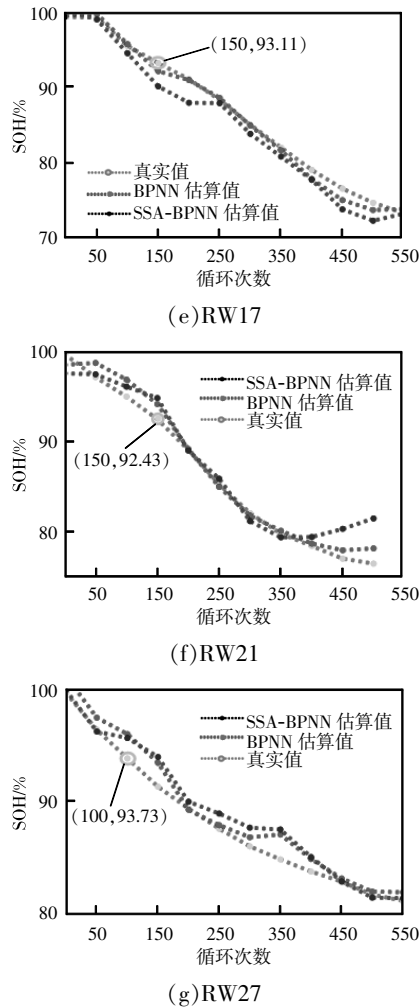 100
(150,93.11)
90
SOH/%
80
真实值
BPNN 估算值
SSA-BPNN 估算值
70
50 150 250 350 450 550
循环次数
(e)RW17
100
SSA-BPNN 估算值
BPNN 估算值
真实值
90
SOH/%
(150,92.43)
80
50 150 250 350 450 550
循环次数
(f)RW21
100
SSA-BPNN 估算值
BPNN 估算值
真实值
90
SOH/%
(100,93.73)
80
50 150 250 350 450 550
循环次数
(g)RW27